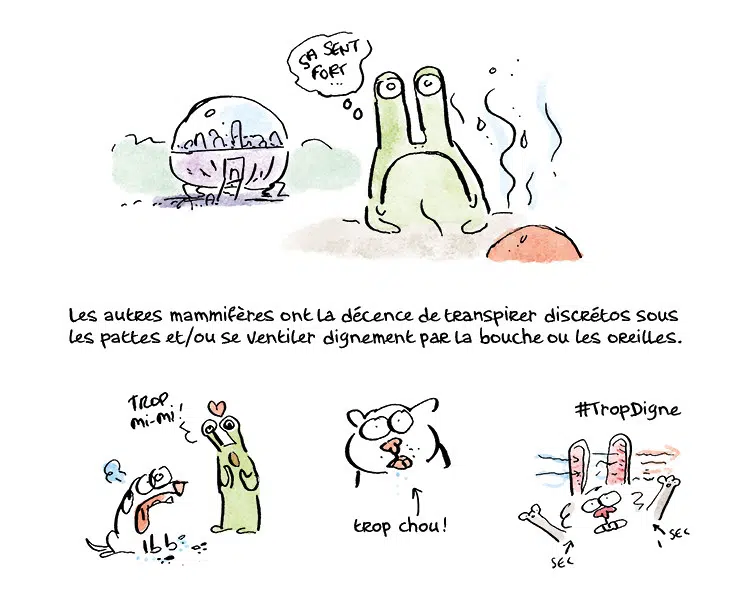 SA SENT
FORT
...
Les autres mammifères ont la décence de transpirer discrétos sous
les pattes et/ou se ventiler dignement par la bouche ou les oreilles.
TROP
mi-mi!
trop chou!
#TropDigne
SEC
SEC